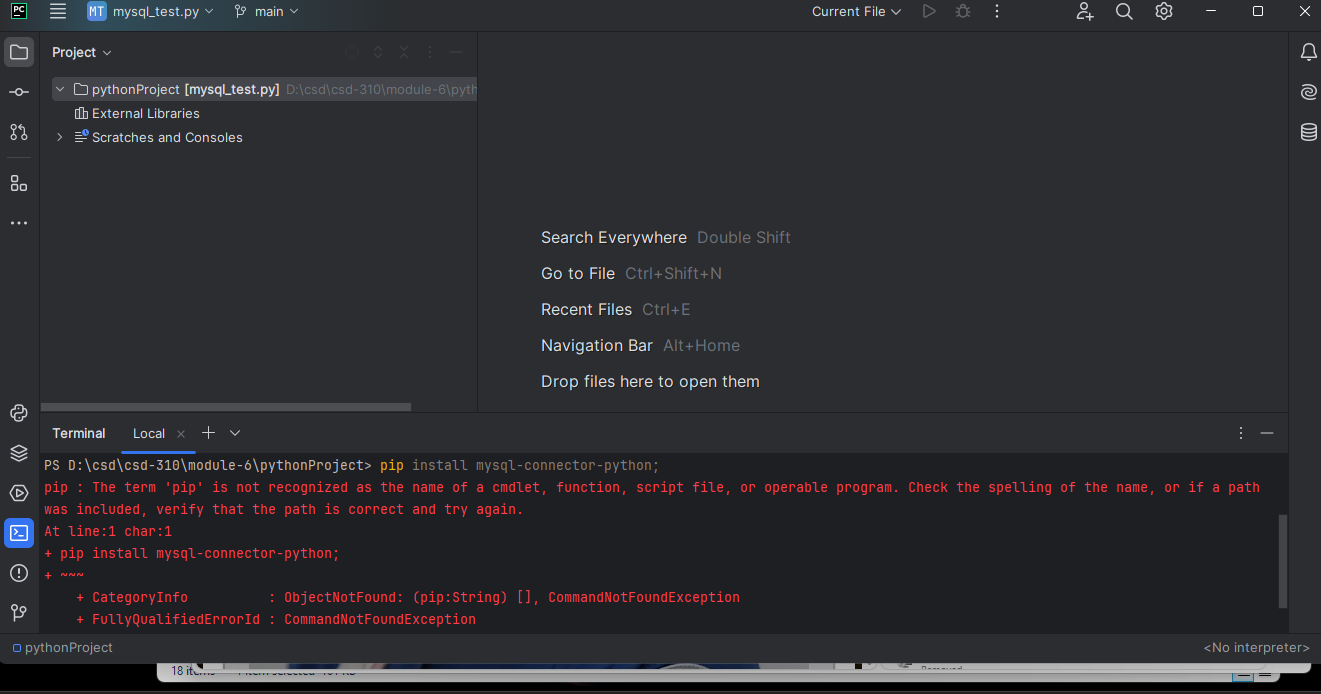 PC
MT mysql_test.py main Current File
Project
pythonProject [mysql_test.py] D:\csd\csd-310\module-6\pyth
External Libraries
Scratches and Consoles
Search Everywhere Double Shift
Go to File Ctrl+Shift+N
Recent Files Ctrl+E
Navigation Bar Alt+Home
Drop files here to open them
Terminal Local
PS D:\csd\csd-310\module-6\pythonProject> pip install mysql-connector-python;
pip : The term 'pip' is not recognized as the name of a cmdlet, function, script file, or operable program. Check the spelling of the name, or if a path
was included, verify that the path is correct and try again.
At line:1 char:1
+ pip install mysql-connector-python;
+ ~~~
+ CategoryInfo : ObjectNotFound: (pip:String) [], CommandNotFoundException
+ FullyQualifiedErrorId : CommandNotFoundException
pythonProject <No interpreter>
18 items